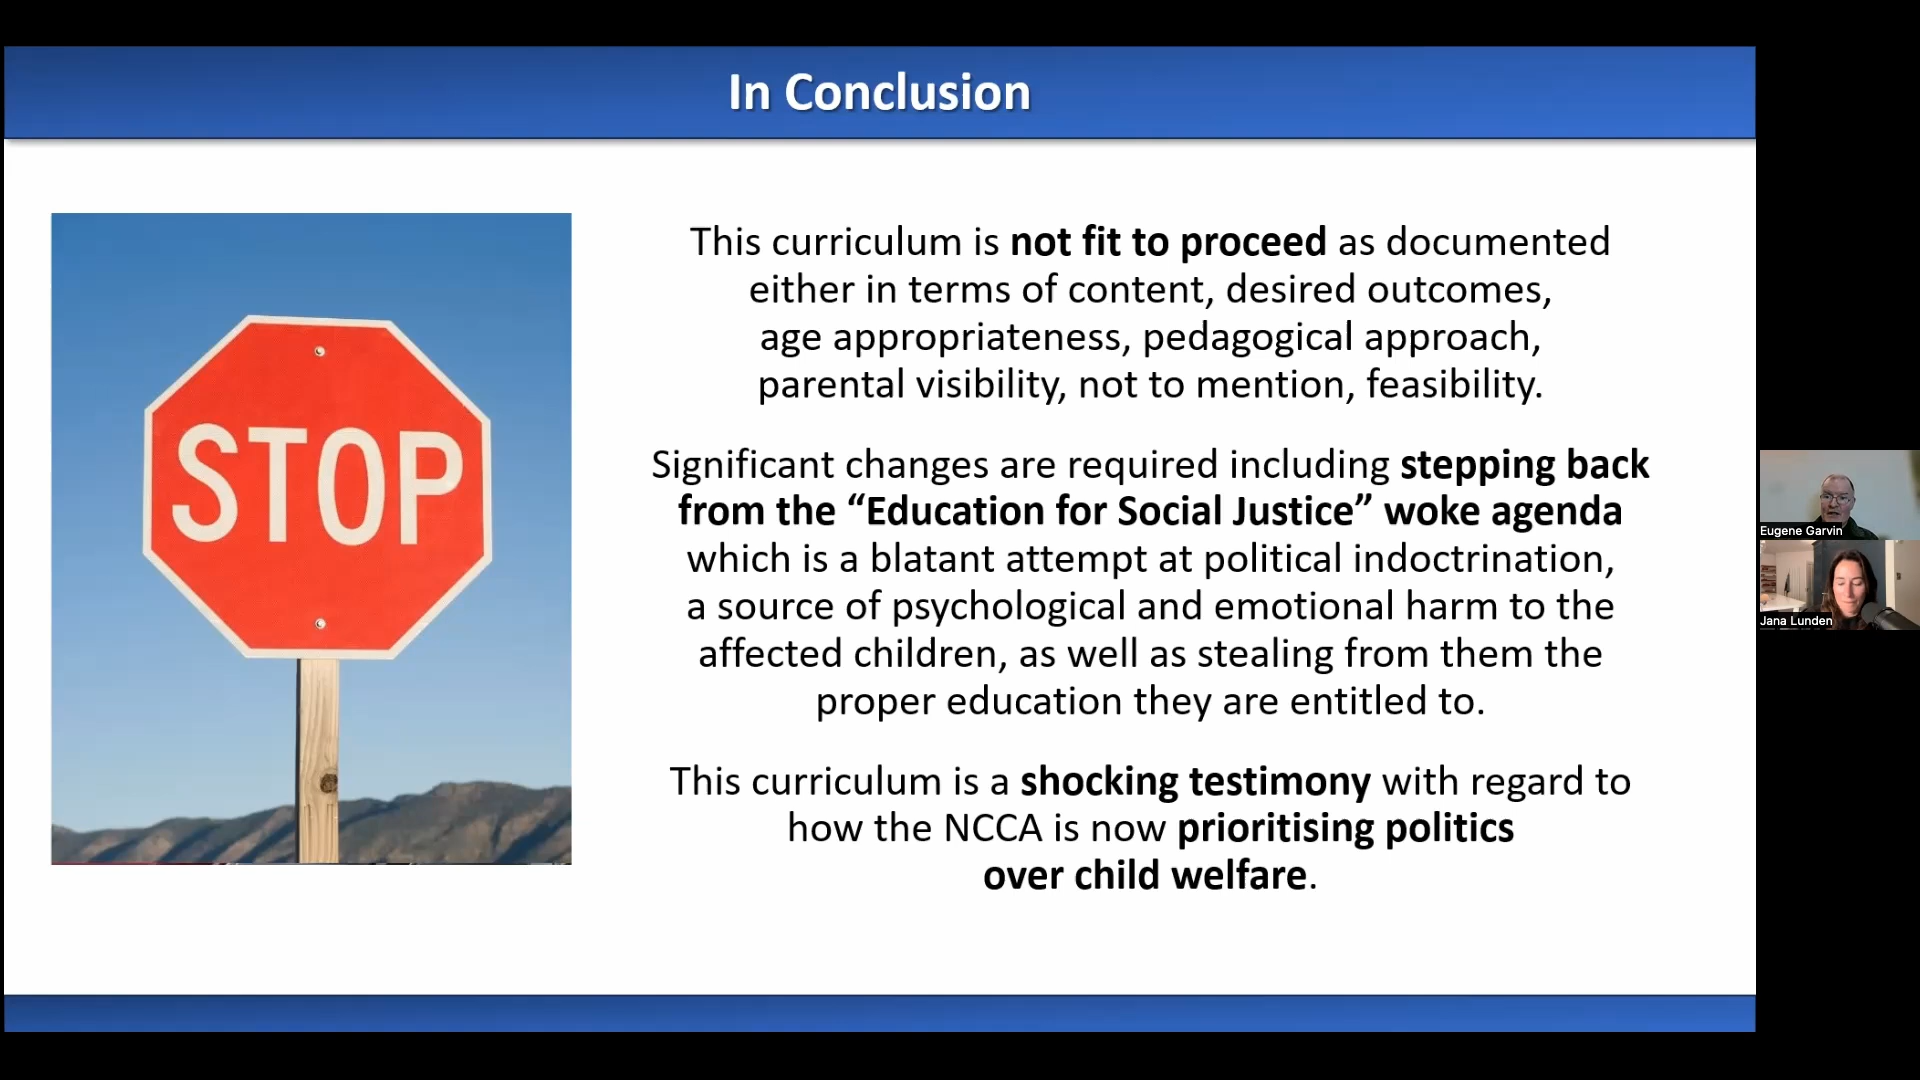 In Conclusion
STOP
This curriculum is not fit to proceed as documented
either in terms of content, desired outcomes,
age appropriateness, pedagogical approach,
parental visibility, not to mention, feasibility.
Significant changes are required including stepping back
from the “Education for Social Justice” woke agenda
which is a blatant attempt at political indoctrination,
a source of psychological and emotional harm to the
affected children, as well as stealing from them the
proper education they are entitled to.
This curriculum is a shocking testimony with regard to
how the NCCA is now prioritising politics
over child welfare.
Eugene Garvin
Jana Lunden